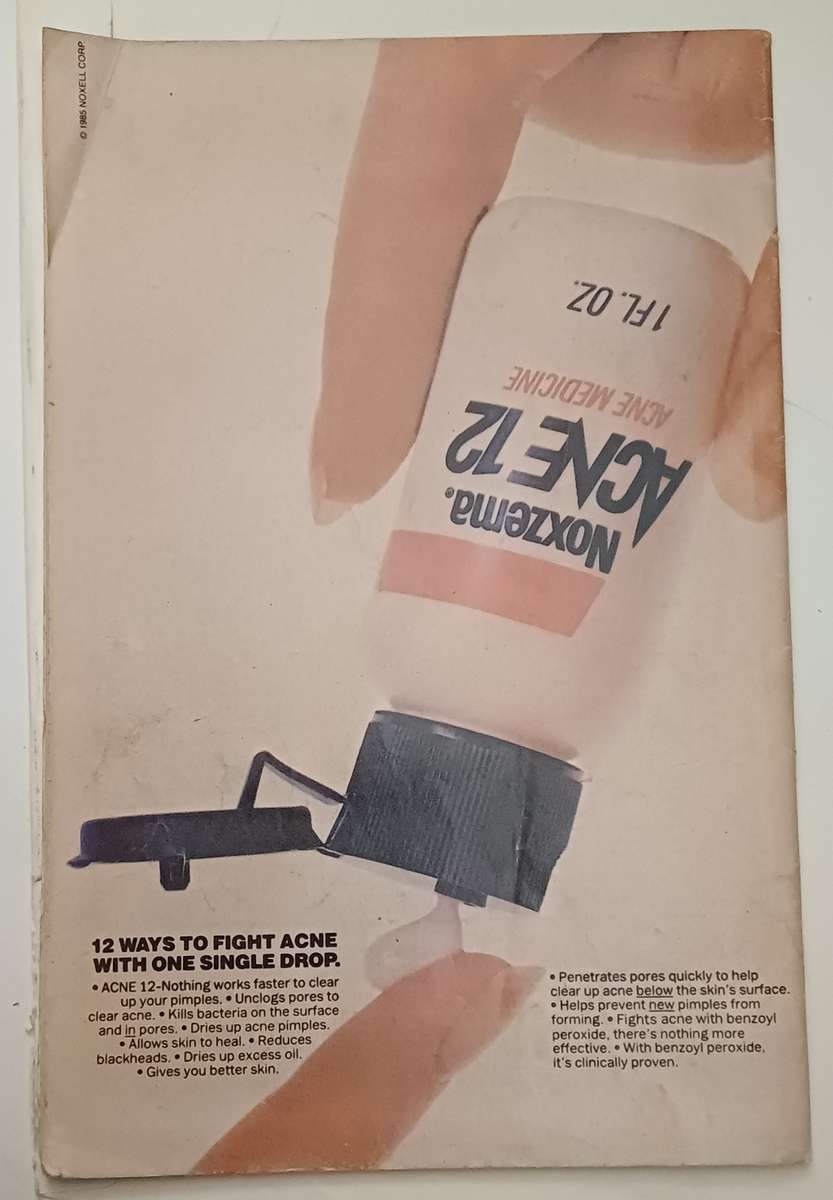 © 1985 NOXELL CORP
1 FL. OZ.
ACNE MEDICINE
ACNE 12
NOXZEMA®
12 WAYS TO FIGHT ACNE
WITH ONE SINGLE DROP.
• ACNE 12-Nothing works faster to clear
up your pimples. • Unclogs pores to
clear acne. • Kills bacteria on the surface
and in pores. • Dries up acne pimples.
• Allows skin to heal. • Reduces
blackheads. • Dries up excess oil.
• Gives you better skin.
• Penetrates pores quickly to help
clear up acne below the skin's surface.
• Helps prevent new pimples from
forming. • Fights acne with benzoyl
peroxide, there's nothing more
effective. • With benzoyl peroxide,
it's clinically proven.